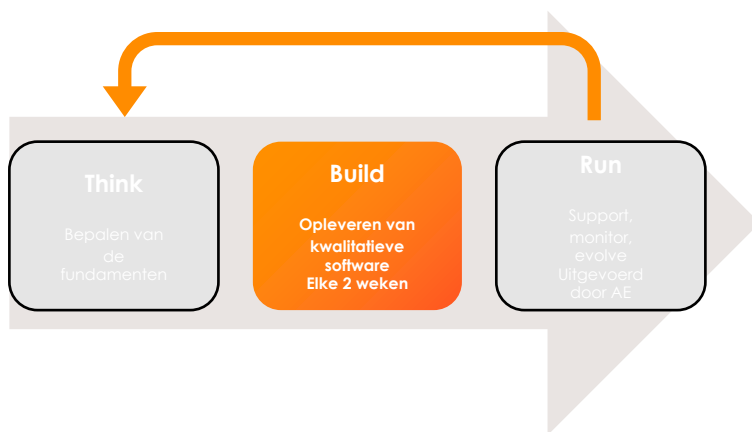 Think
Bepalen van
de
fundamenten
Build
Opleveren van
kwalitatieve
software
Elke 2 weken
Run
Support,
monitor,
evolve
Uitgevoerd
door AE